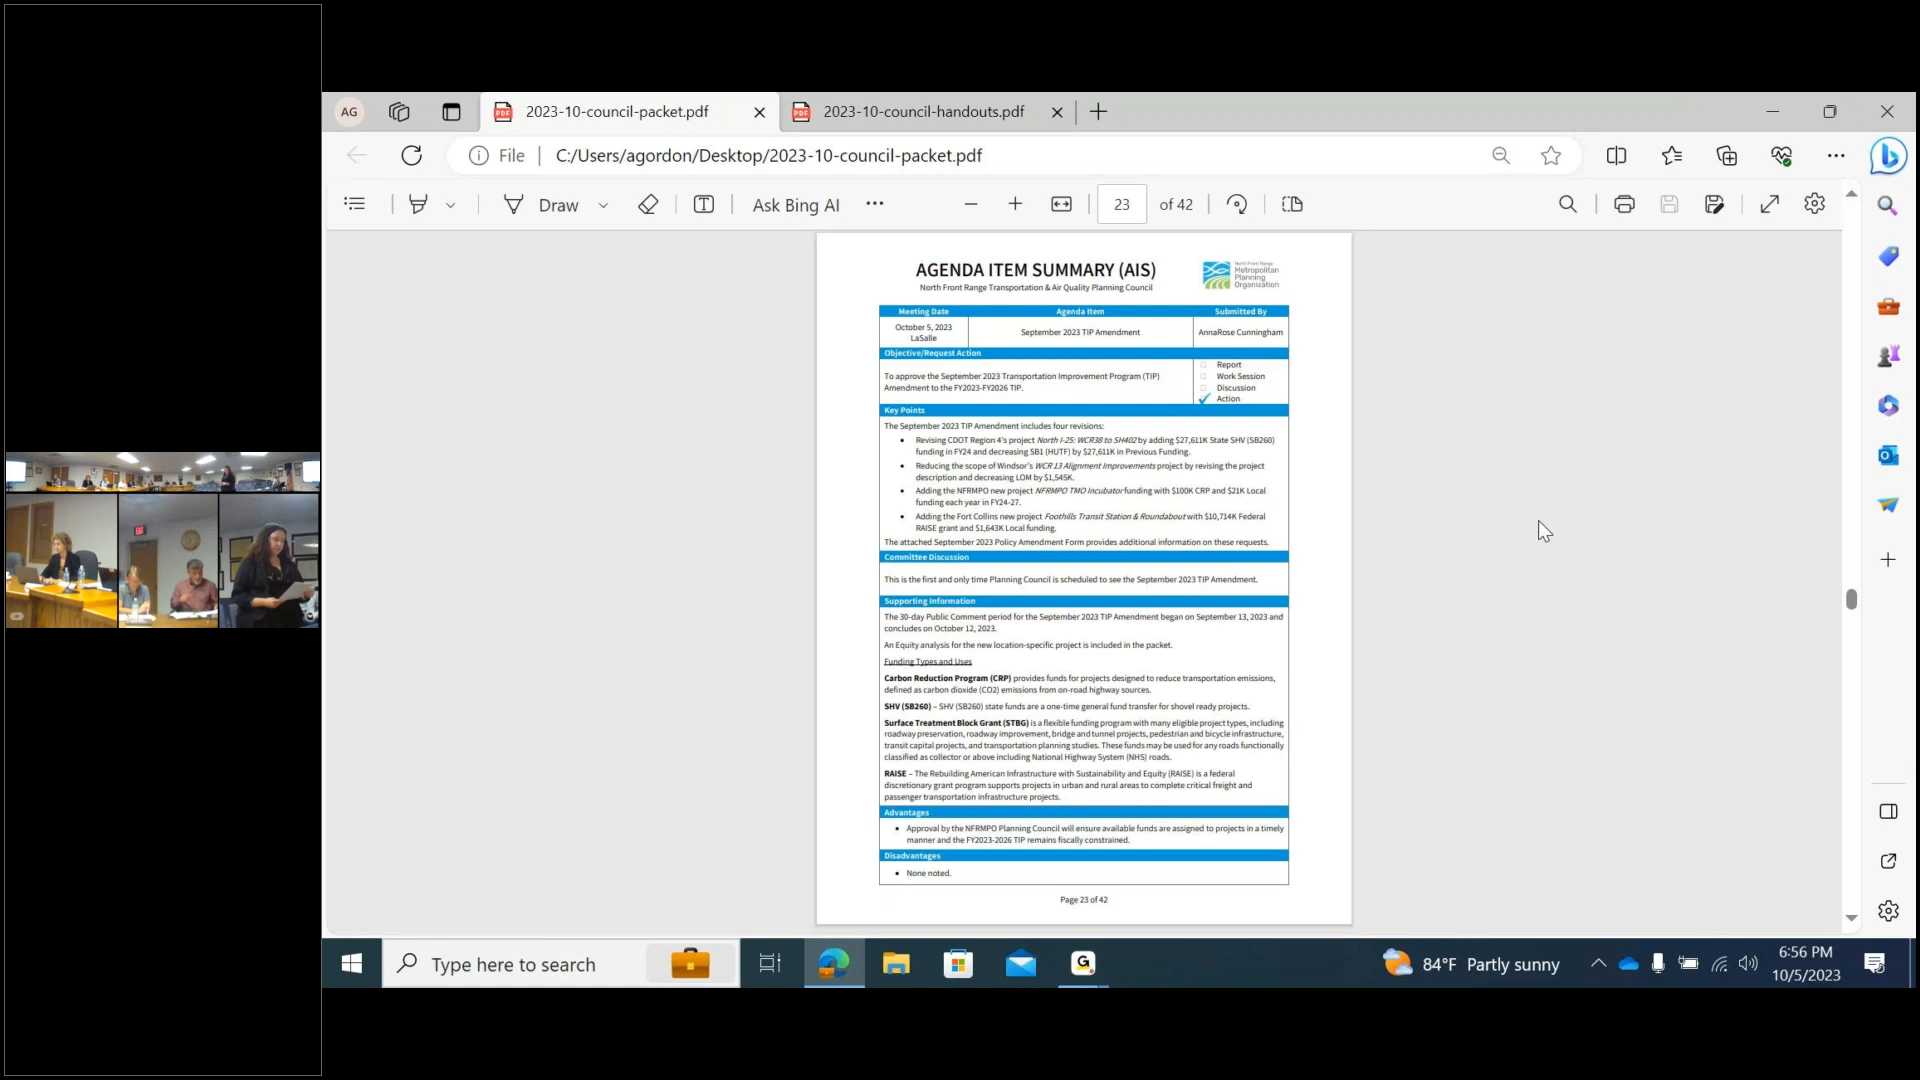 AG
2023-10-council-packet.pdf
2023-10-council-handouts.pdf
File
C:/Users/agordon/Desktop/2023-10-council-packet.pdf
Draw
Ask Bing AI
23 of 42
AGENDA ITEM SUMMARY (AIS)
North Front Range Transportation & Air Quality Planning Council
North Front Range
Metropolitan
Planning
Organization
Meeting Date Agenda Item Submitted By
October 5, 2023
LaSalle
September 2023 TIP Amendment
AnnaRose Cunningham
Objective/Request Action
To approve the September 2023 Transportation Improvement Program (TIP)
Amendment to the FY2023-FY2026 TIP.
Report
Work Session
Discussion
Action
Key Points
The September 2023 TIP Amendment includes four revisions:
• Revising CDOT Region 4's project North I-25: WCR38 to SH402 by adding $27,611K State SHV (SB260)
funding in FY24 and decreasing SB1 (HUTF) by $27,611K in Previous Funding.
• Reducing the scope of Windsor's WCR 13 Alignment Improvements project by revising the project
description and decreasing LOM by $1,545K.
• Adding the NFRMPO new project NFRMPO TMO Incubator funding with $100K CRP and $21K Local
funding each year in FY24-27.
• Adding the Fort Collins new project Foothills Transit Station & Roundabout with $10,714K Federal
RAISE grant and $1,643K Local funding.
The attached September 2023 Policy Amendment Form provides additional information on these requests.
Committee Discussion
This is the first and only time Planning Council is scheduled to see the September 2023 TIP Amendment.
Supporting Information
The 30-day Public Comment period for the September 2023 TIP Amendment began on September 13, 2023 and
concludes on October 12, 2023.
An Equity analysis for the new location-specific project is included in the packet.
Funding Types and Uses
Carbon Reduction Program (CRP) provides funds for projects designed to reduce transportation emissions,
defined as carbon dioxide (CO2) emissions from on-road highway sources.
SHV (SB260) – SHV (SB260) state funds are a one-time general fund transfer for shovel ready projects.
Surface Treatment Block Grant (STBG) is a flexible funding program with many eligible project types, including
roadway preservation, roadway improvement, bridge and tunnel projects, pedestrian and bicycle infrastructure,
transit capital projects, and transportation planning studies. These funds may be used for any roads functionally
classified as collector or above including National Highway System (NHS) roads.
RAISE – The Rebuilding American Infrastructure with Sustainability and Equity (RAISE) is a federal
discretionary grant program supports projects in urban and rural areas to complete critical freight and
passenger transportation infrastructure projects.
Advantages
• Approval by the NFRMPO Planning Council will ensure available funds are assigned to projects in a timely
manner and the FY2023-2026 TIP remains fiscally constrained.
Disadvantages
• None noted.
Page 23 of 42
Type here to search
84°F Partly sunny
6:56 PM
10/5/2023